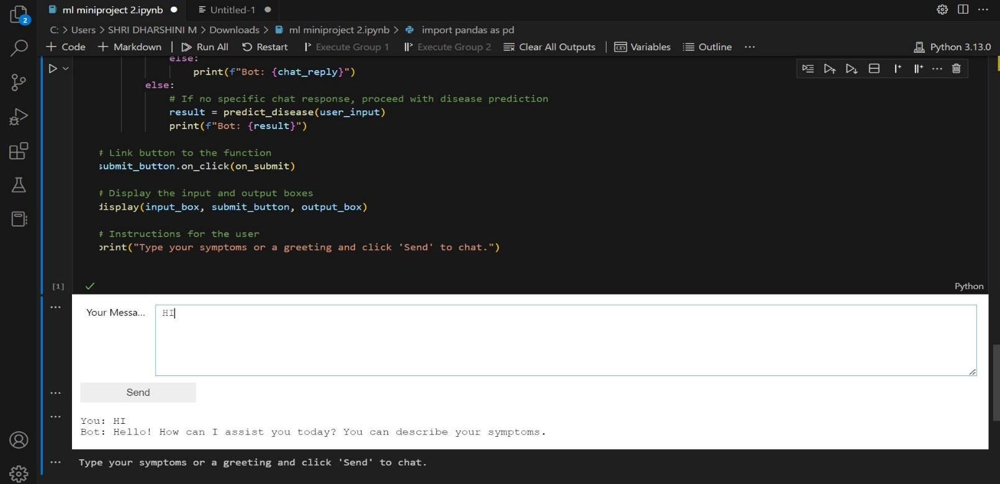 ml miniproject 2.ipynb ● Untitled-1 ●
2
C: > Users > SHRI DHARSHINI M > Downloads > ml miniproject 2.ipynb > import pandas as pd
+ Code + Markdown | Run All Restart Execute Group 1 Execute Group 2 Clear All Outputs | Variables Outline ··· Python 3.13.0
else:
print(f"Bot: {chat_reply}")
else:
# If no specific chat response, proceed with disease prediction
result = predict_disease(user_input)
print(f"Bot: {result}")
# Link button to the function
submit_button.on_click(on_submit)
# Display the input and output boxes
display(input_box, submit_button, output_box)
# Instructions for the user
print("Type your symptoms or a greeting and click 'Send' to chat.")
[1] Python
Your Messa... HI
Send
You: HI
Bot: Hello! How can I assist you today? You can describe your symptoms.
Type your symptoms or a greeting and click 'Send' to chat.